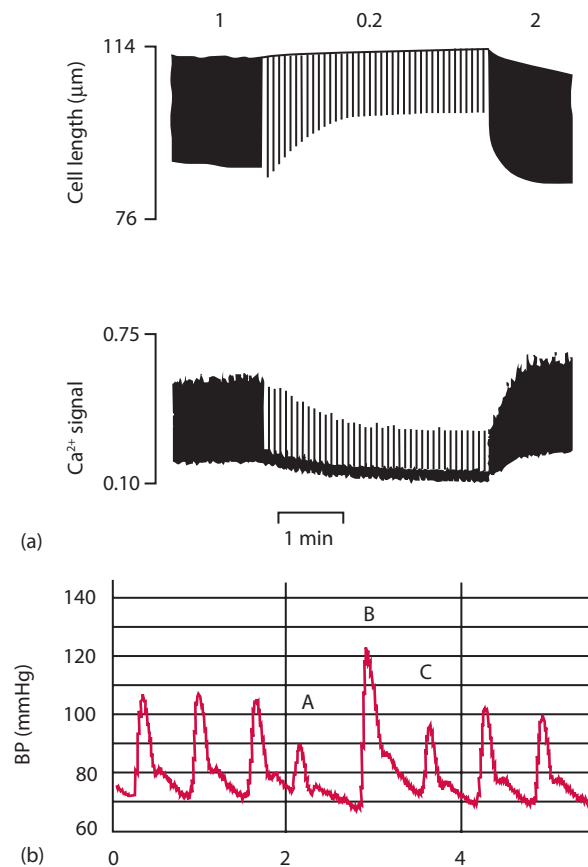 1 0.2 2
114
Cell length (µm)
76
0.75
Ca²⁺ signal
0.10
1 min
(a)
140
B
120
C
A
100
BP (mmHg)
80
60
(b)
0 2 4